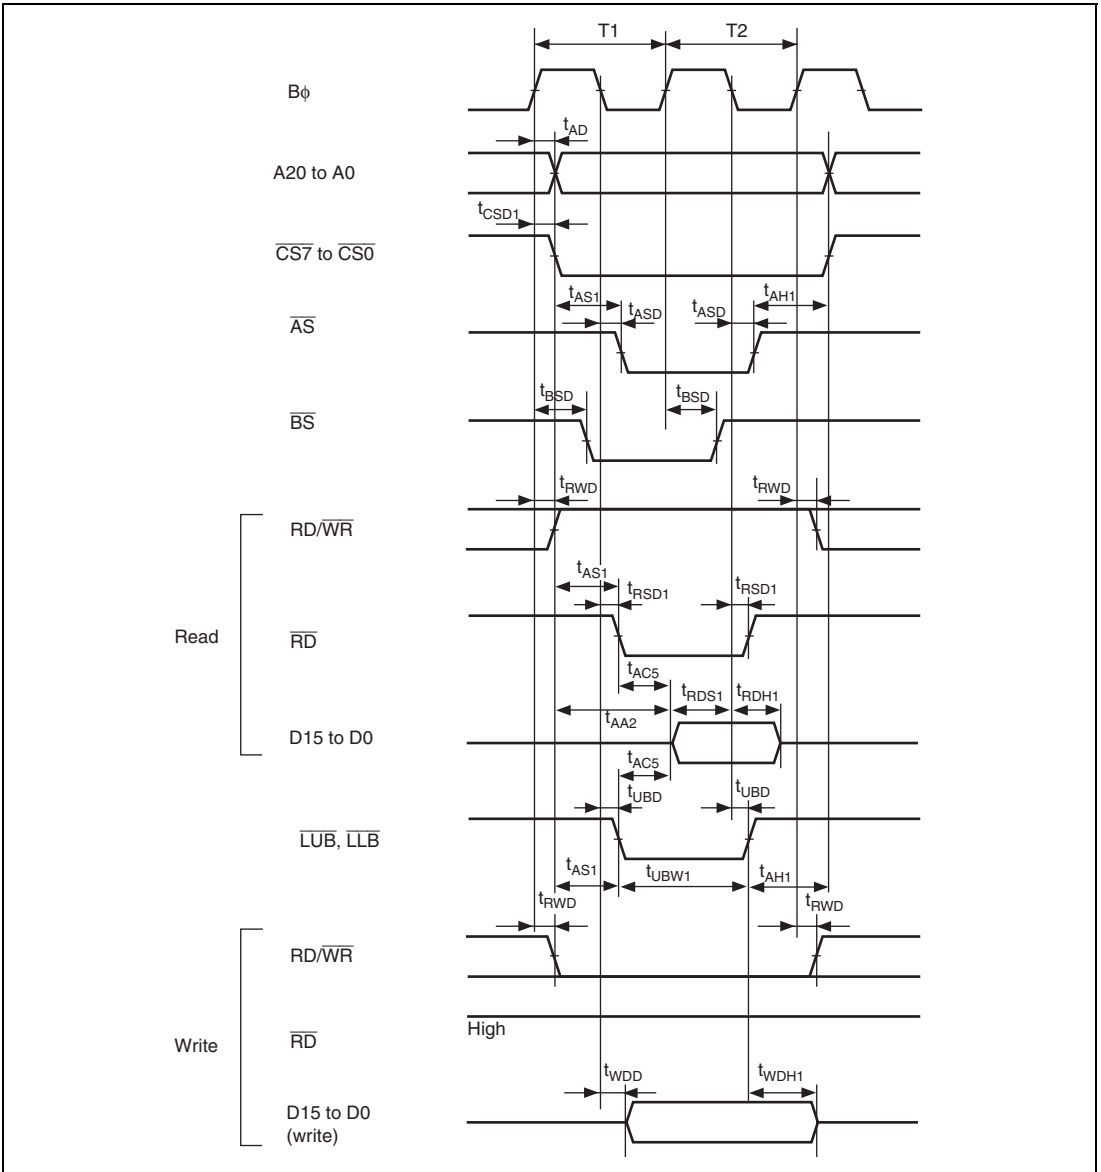 T1 T2
Bφ
tAD
A20 to A0
tCSD1
CS7 to CS0
tAS1 tAH1
tASD tASD
AS
tBSD tBSD
BS
tRWD tRWD
RD/WR
tAS1
tRSD1 tRSD1
Read
RD
tAC5
tRDS1 tRDH1
tAA2
D15 to D0
tAC5
tUBD tUBD
LUB, LLB
tAS1 tUBW1 tAH1
tRWD tRWD
RD/WR
High
Write
RD
tWDD tWDH1
D15 to D0
(write)